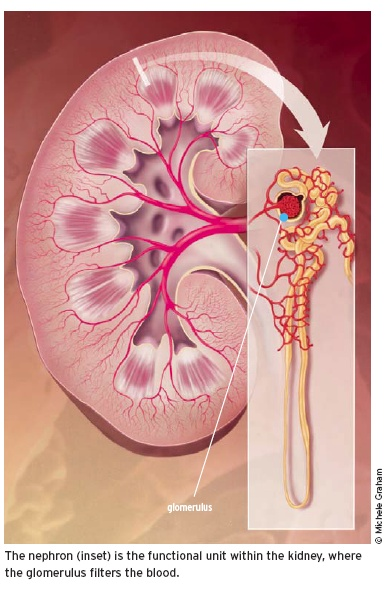 glomerulus
© Michele Graham
The nephron (inset) is the functional unit within the kidney, where
the glomerulus filters the blood.